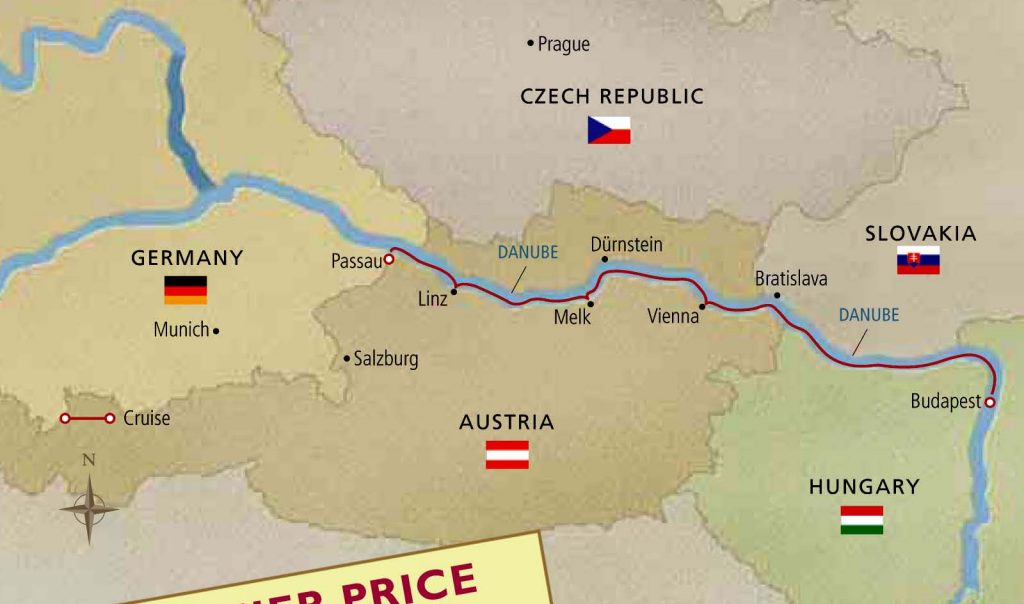 Prague
CZECH REPUBLIC
SLOVAKIA
GERMANY
Passau
DANUBE
Dürnstein
Bratislava
Linz
Melk
Vienna
DANUBE
Munich
Salzburg
Budapest
Cruise
AUSTRIA
N
HUNGARY
PRICE